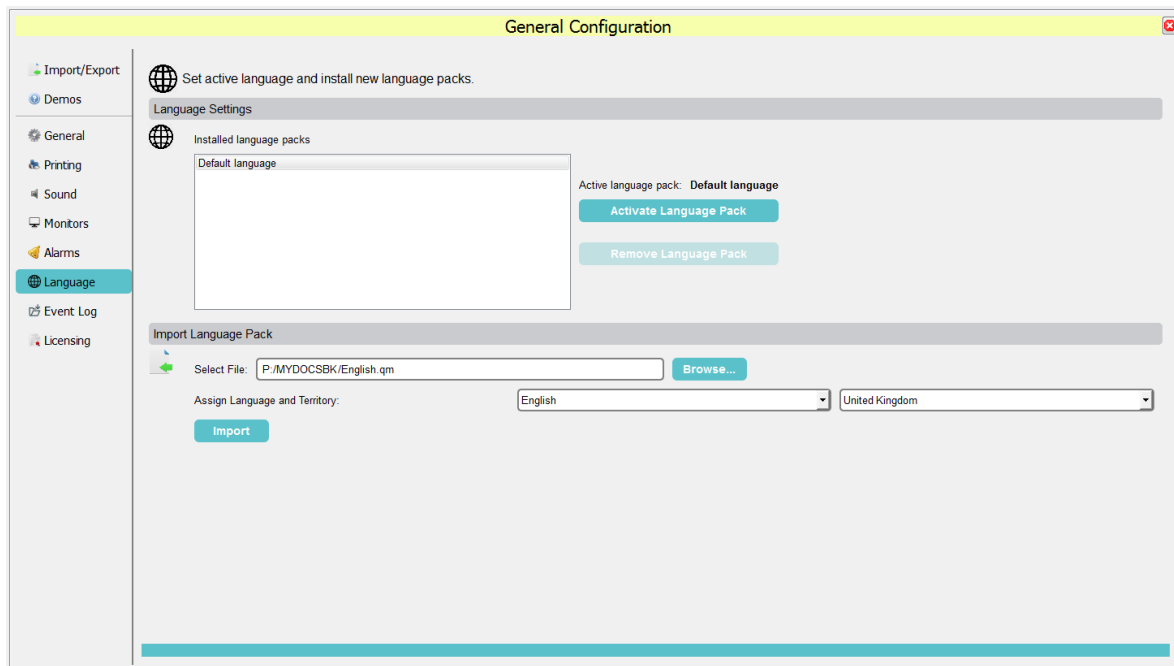 General Configuration
Import/Export
Demos
General
Printing
Sound
Monitors
Alarms
Language
Event Log
Licensing
Set active language and install new language packs.
Language Settings
Installed language packs
Default language
Active language pack: Default language
Activate Language Pack
Remove Language Pack
Import Language Pack
Select File: P:/MYDOCSBK/English.qm Browse...
Assign Language and Territory: English United Kingdom
Import